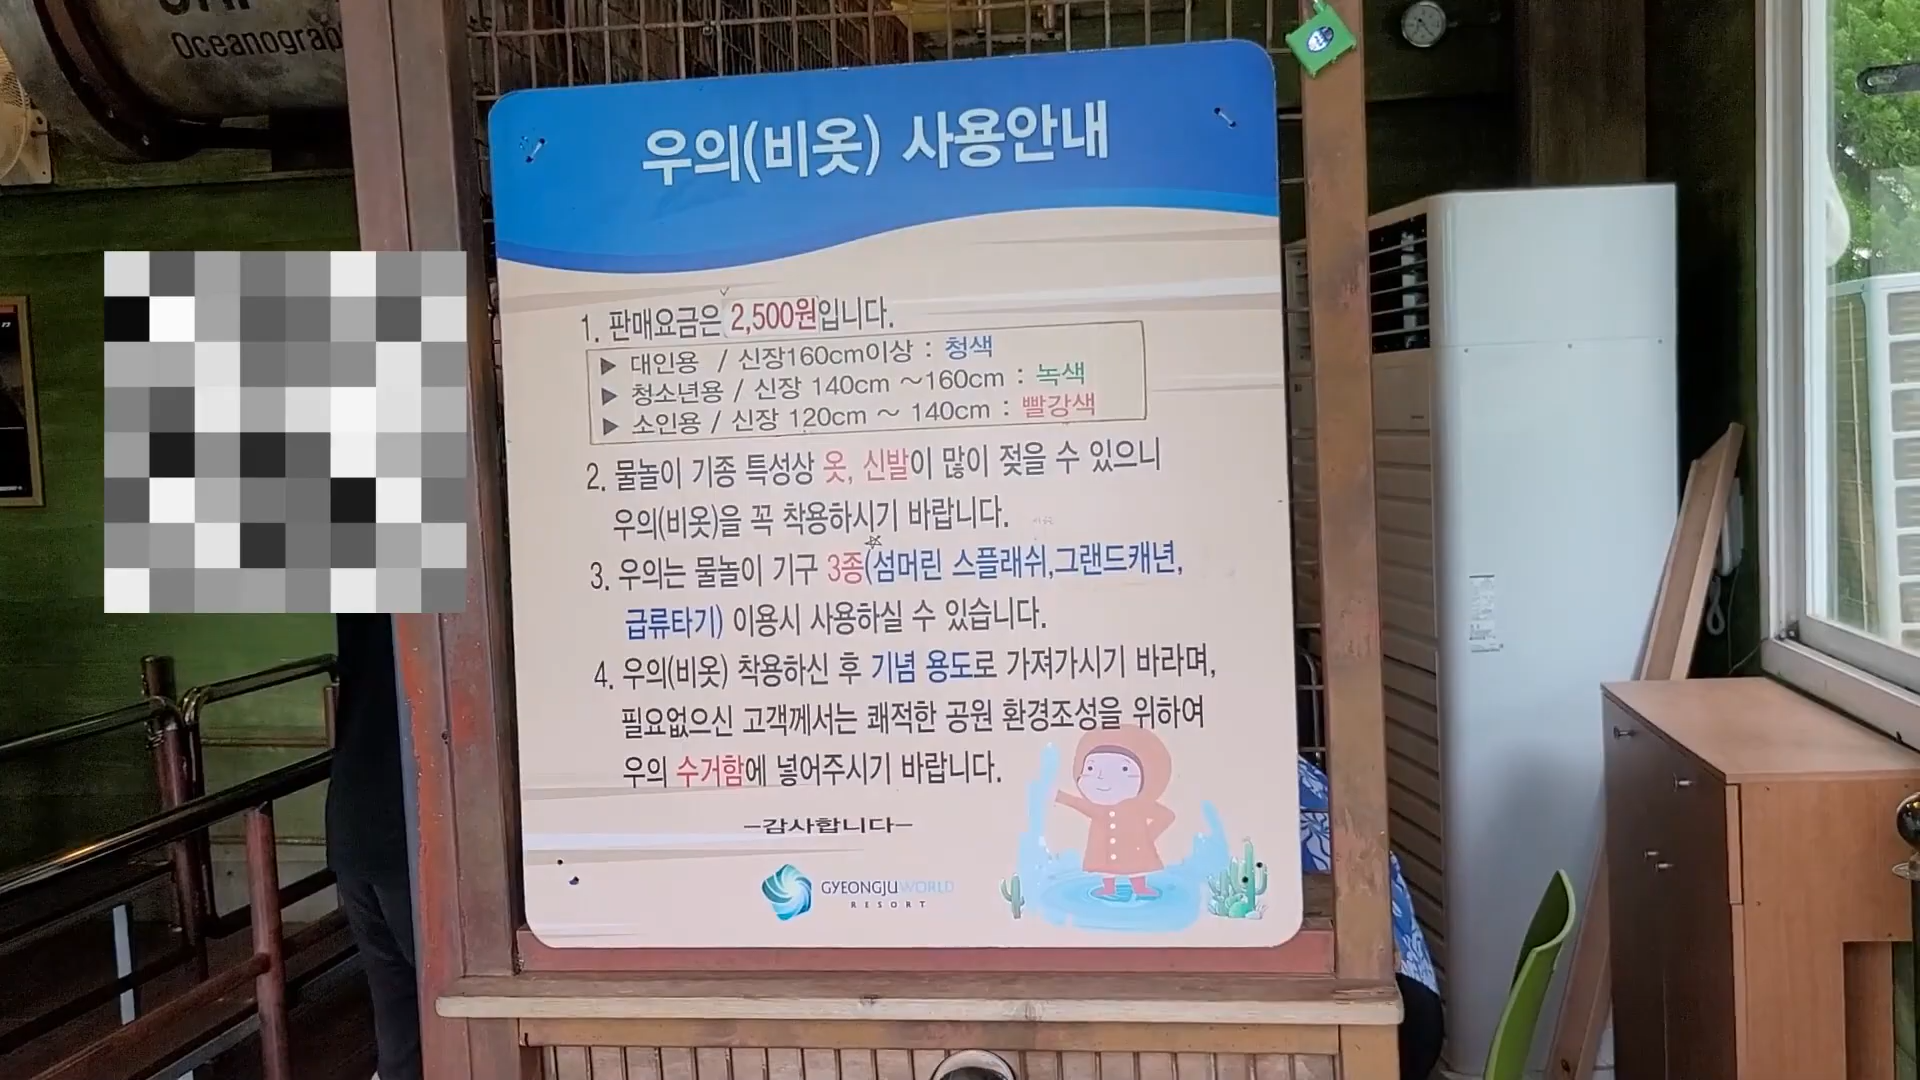 Oceanograp
우의(비옷) 사용안내
1. 판매요금은 2,500원입니다.
▶ 대인용 / 신장160cm이상 : 청색
▶ 청소년용 / 신장 140cm ～160cm : 녹색
▶ 소인용 / 신장 120cm ～ 140cm : 빨강색
2. 물놀이 기종 특성상 옷, 신발이 많이 젖을 수 있으니
우의(비옷)을 꼭 착용하시기 바랍니다.
3. 우의는 물놀이 기구 3종(섬머린 스플래쉬,그랜드캐년,
급류타기) 이용시 사용하실 수 있습니다.
4. 우의(비옷) 착용하신 후 기념 용도로 가져가시기 바라며,
필요없으신 고객께서는 쾌적한 공원 환경조성을 위하여
우의 수거함에 넣어주시기 바랍니다.
-감사합니다-
GYEONGJUWORLD
RESORT